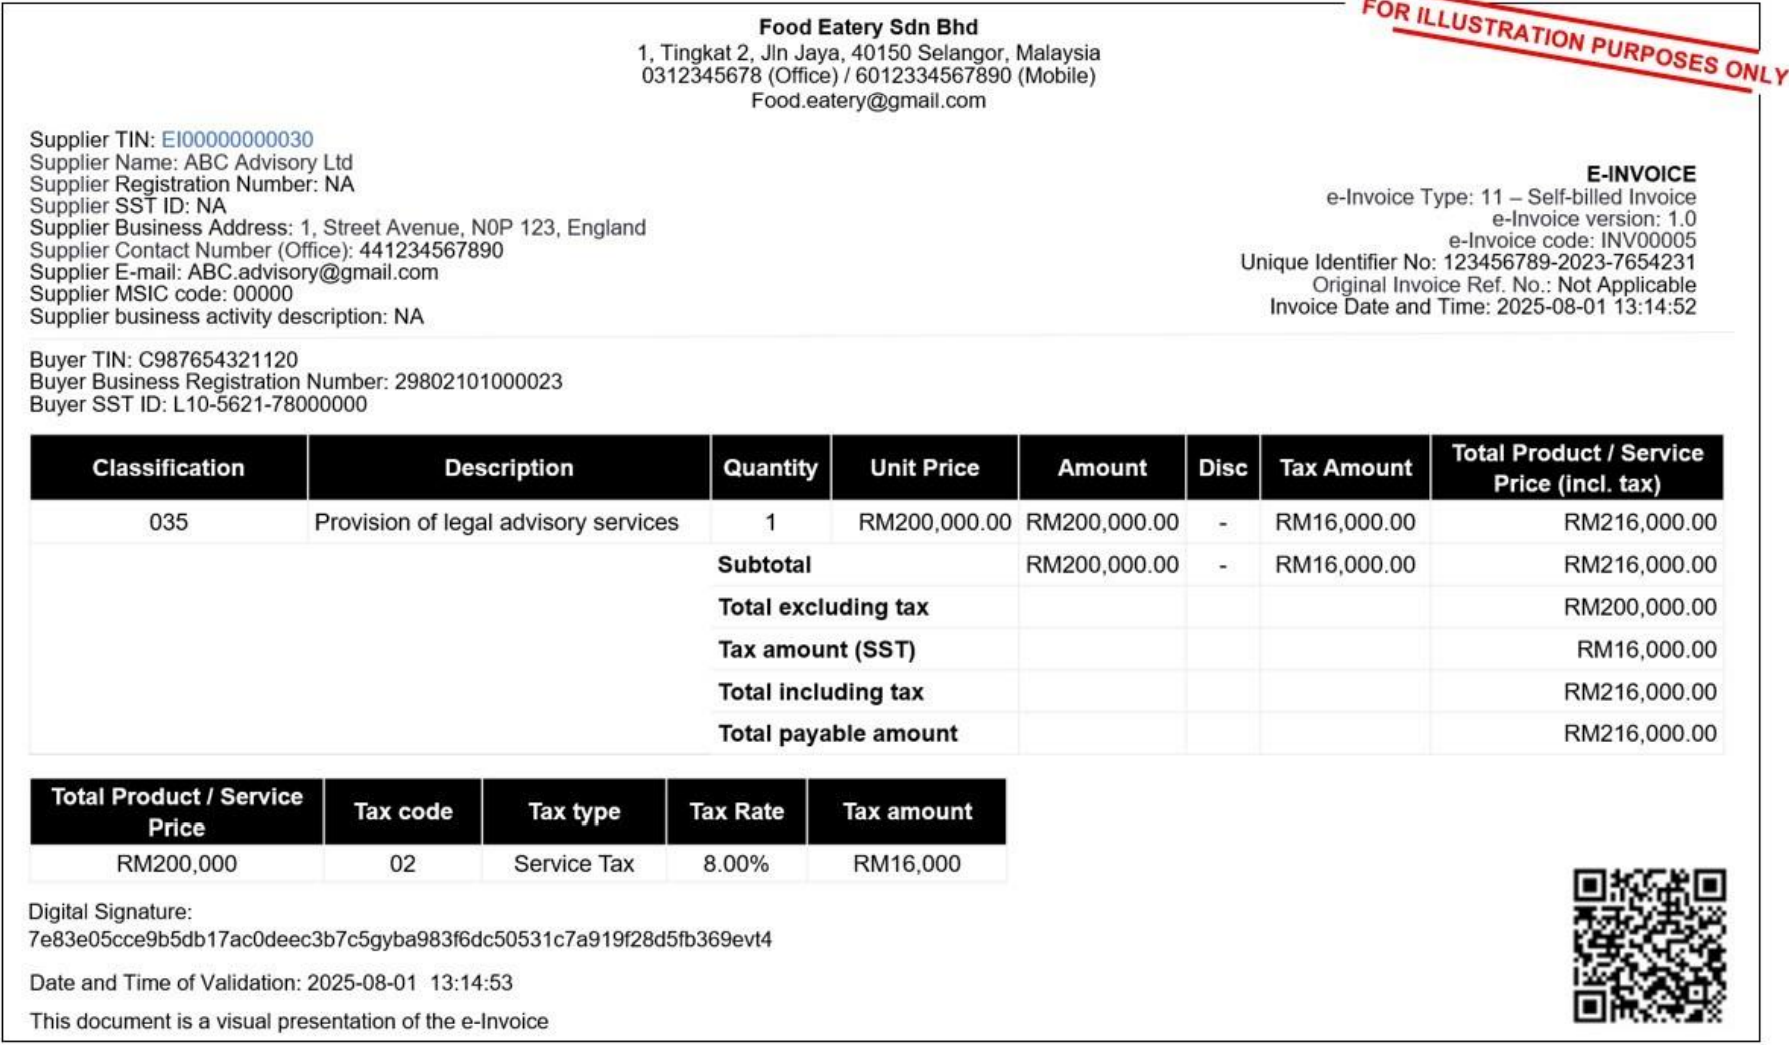 FOR ILLUSTRATION PURPOSES ONLY
Food Eatery Sdn Bhd
1, Tingkat 2, Jln Jaya, 40150 Selangor, Malaysia
0312345678 (Office) / 6012334567890 (Mobile)
Food.eatery@gmail.com
Supplier TIN: EI00000000030
Supplier Name: ABC Advisory Ltd
Supplier Registration Number: NA
Supplier SST ID: NA
Supplier Business Address: 1, Street Avenue, N0P 123, England
Supplier Contact Number (Office): 441234567890
Supplier E-mail: ABC.advisory@gmail.com
Supplier MSIC code: 00000
Supplier business activity description: NA
E-INVOICE
e-Invoice Type: 11 – Self-billed Invoice
e-Invoice version: 1.0
e-Invoice code: INV00005
Unique Identifier No: 123456789-2023-7654231
Original Invoice Ref. No.: Not Applicable
Invoice Date and Time: 2025-08-01 13:14:52
Buyer TIN: C987654321120
Buyer Business Registration Number: 29802101000023
Buyer SST ID: L10-5621-78000000
Classification Description Quantity Unit Price Amount Disc Tax Amount Total Product / Service Price (incl. tax)
035 Provision of legal advisory services 1 RM200,000.00 RM200,000.00 - RM16,000.00 RM216,000.00
Subtotal RM200,000.00 - RM16,000.00 RM216,000.00
Total excluding tax RM200,000.00
Tax amount (SST) RM16,000.00
Total including tax RM216,000.00
Total payable amount RM216,000.00
Total Product / Service Price Tax code Tax type Tax Rate Tax amount
RM200,000 02 Service Tax 8.00% RM16,000
Digital Signature:
7e83e05cce9b5db17ac0deec3b7c5gyba983f6dc50531c7a919f28d5fb369evt4
Date and Time of Validation: 2025-08-01 13:14:53
This document is a visual presentation of the e-Invoice